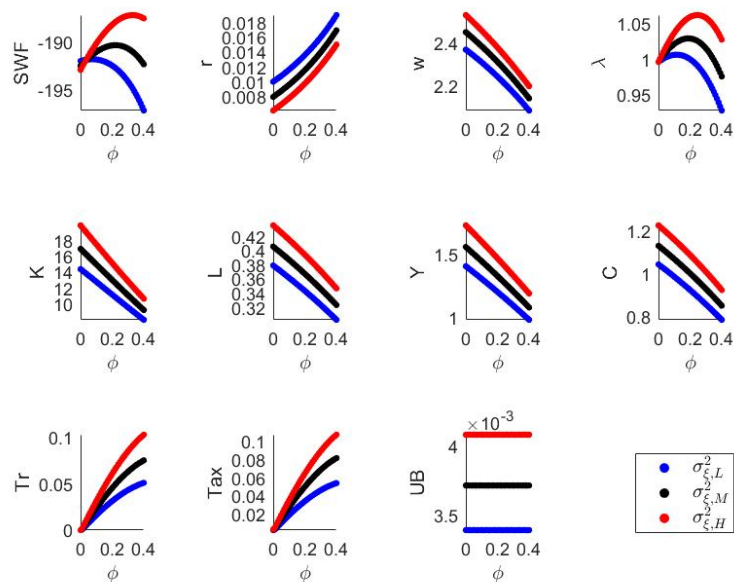 SWF
-190
-195
0 0.2 0.4
ϕ
r
0.018
0.016
0.014
0.012
0.01
0.008
0 0.2 0.4
ϕ
w
2.4
2.2
0 0.2 0.4
ϕ
λ
1.05
1
0.95
0 0.2 0.4
ϕ
K
18
16
14
12
10
0 0.2 0.4
ϕ
L
0.42
0.4
0.38
0.36
0.34
0.32
0 0.2 0.4
ϕ
Y
1.5
1
0 0.2 0.4
ϕ
C
1.2
1
0.8
0 0.2 0.4
ϕ
Tr
0.1
0.05
0
0 0.2 0.4
ϕ
Tax
0.1
0.08
0.06
0.04
0.02
0 0.2 0.4
ϕ
UB
×10⁻³
4
3.5
0 0.2 0.4
ϕ
σ²ξ,L
σ²ξ,M
σ²ξ,H